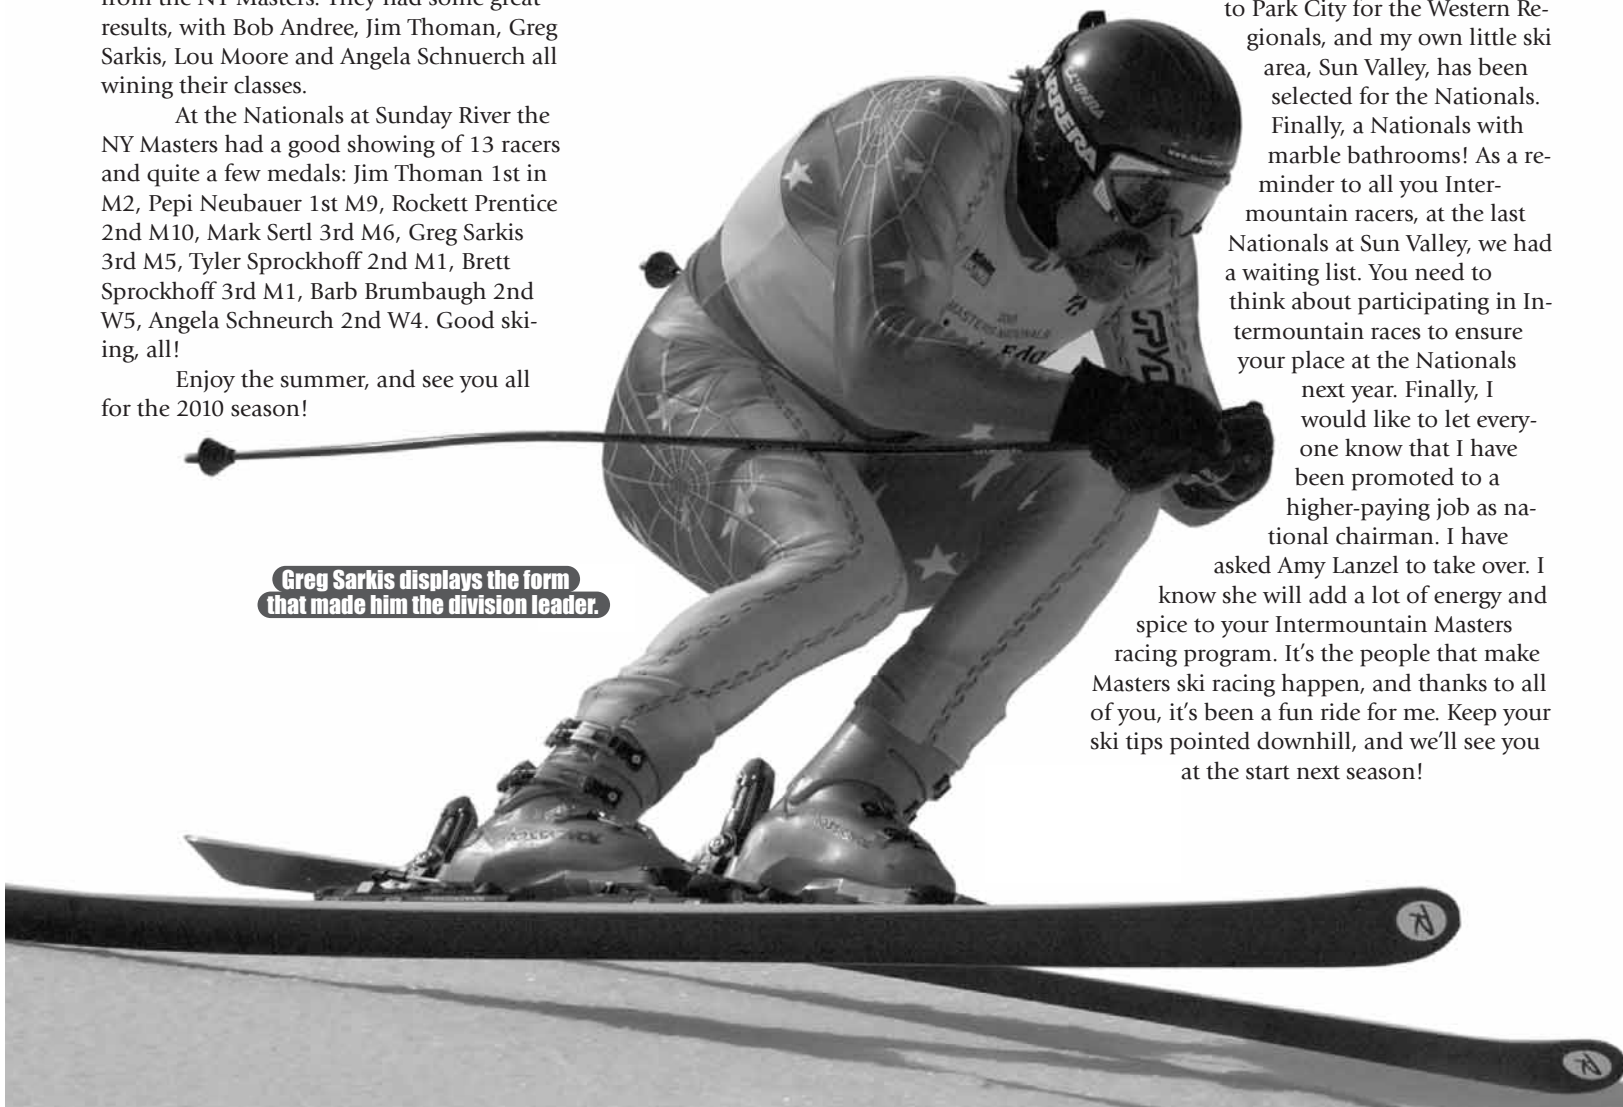 from the NY Masters. They had some great
results, with Bob Andree, Jim Thoman, Greg
Sarkis, Lou Moore and Angela Schnuerch all
wining their classes.
At the Nationals at Sunday River the
NY Masters had a good showing of 13 racers
and quite a few medals: Jim Thoman 1st in
M2, Pepi Neubauer 1st M9, Rockett Prentice
2nd M10, Mark Sertl 3rd M6, Greg Sarkis
3rd M5, Tyler Sprockhoff 2nd M1, Brett
Sprockhoff 3rd M1, Barb Brumbaugh 2nd
W5, Angela Schneurch 2nd W4. Good ski-
ing, all!
Enjoy the summer, and see you all
for the 2010 season!
Greg Sarkis displays the form
that made him the division leader.
to Park City for the Western Re-
gionals, and my own little ski
area, Sun Valley, has been
selected for the Nationals.
Finally, a Nationals with
marble bathrooms! As a re-
minder to all you Inter-
mountain racers, at the last
Nationals at Sun Valley, we had
a waiting list. You need to
think about participating in In-
termountain races to ensure
your place at the Nationals
next year. Finally, I
would like to let every-
one know that I have
been promoted to a
higher-paying job as na-
tional chairman. I have
asked Amy Lanzel to take over. I
know she will add a lot of energy and
spice to your Intermountain Masters
racing program. It's the people that make
Masters ski racing happen, and thanks to all
of you, it's been a fun ride for me. Keep your
ski tips pointed downhill, and we'll see you
at the start next season!
CARRERA
MASTERS NATIONALS
SPYDER